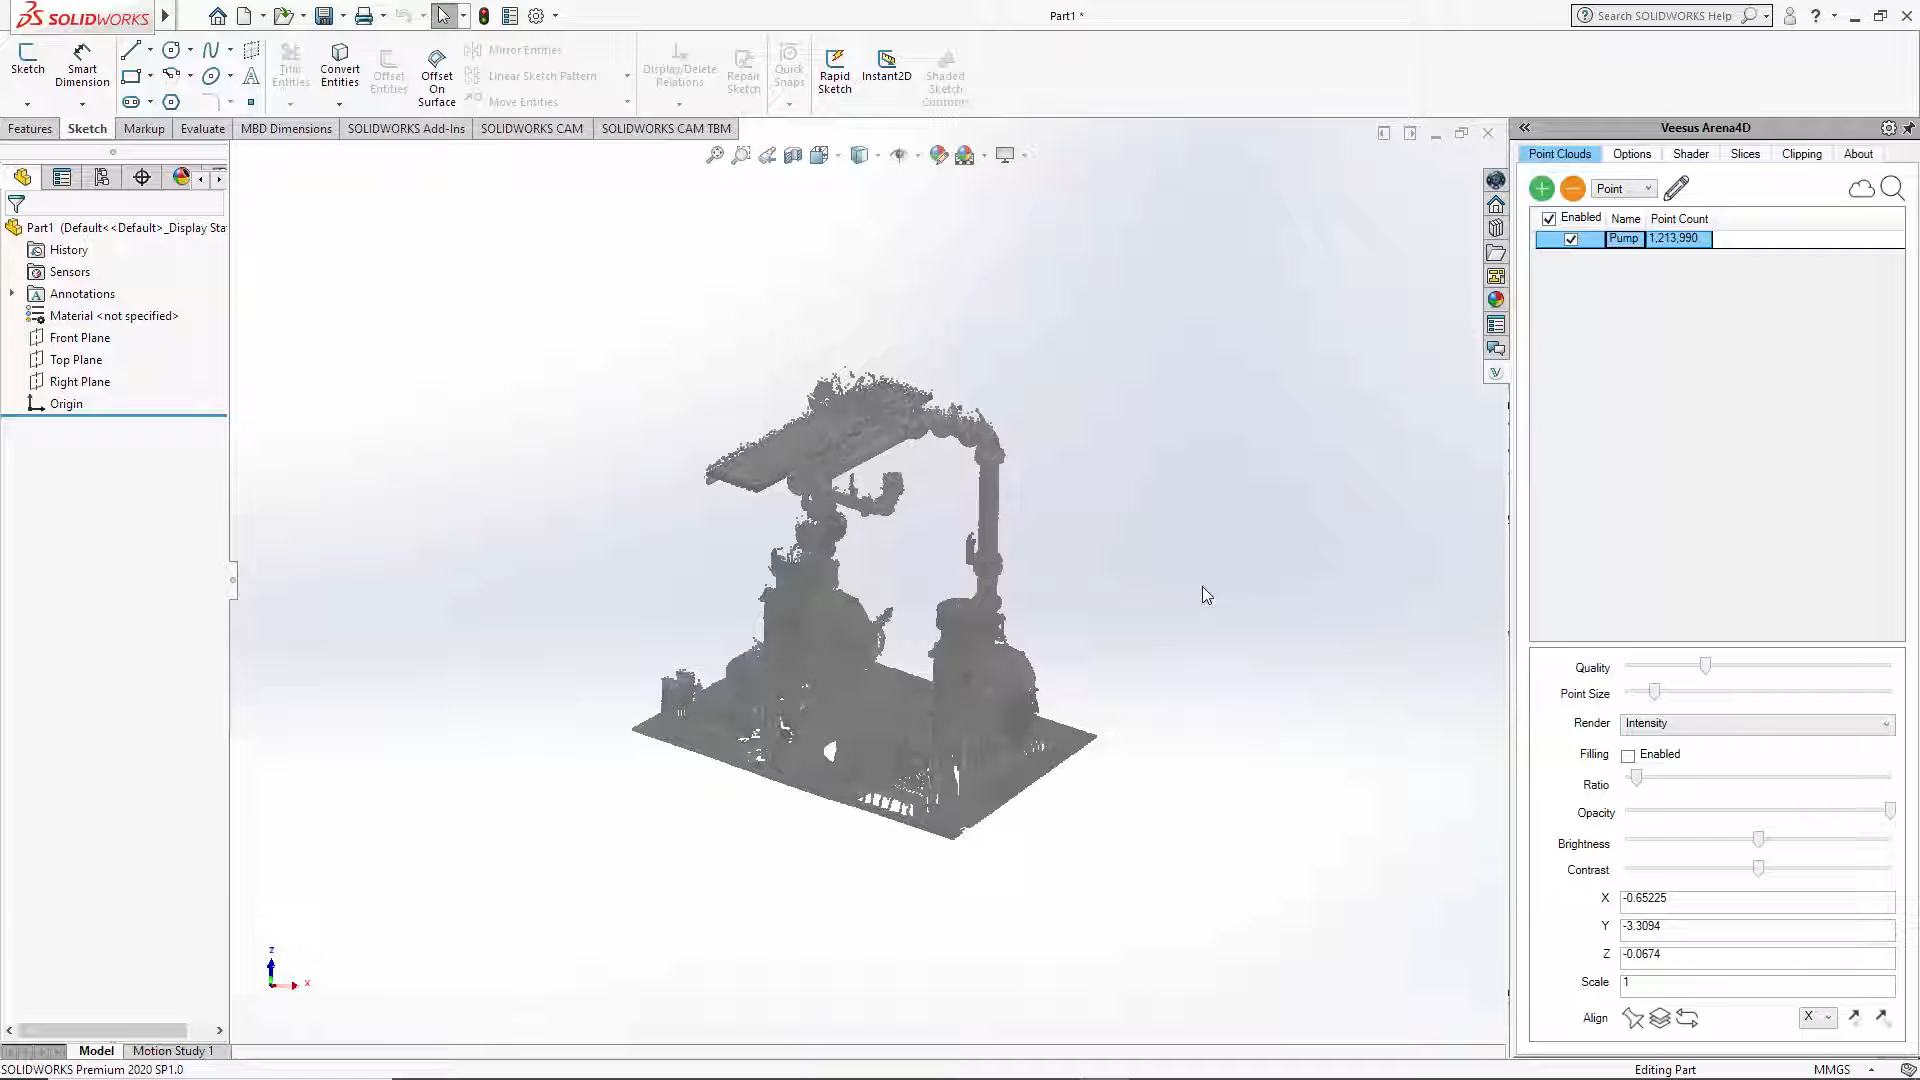 SOLIDWORKS
Part1 *
Search SOLIDWORKS Help
Sketch
Smart Dimension
Trim Entities
Convert Entities
Offset Entities
Offset On Surface
Mirror Entities
Linear Sketch Pattern
Move Entities
Display/Delete Relations
Repair Sketch
Quick Snaps
Rapid Sketch
Instant2D
Shaded Sketch Contours
Features
Sketch
Markup
Evaluate
MBD Dimensions
SOLIDWORKS Add-Ins
SOLIDWORKS CAM
SOLIDWORKS CAM TBM
Part1 (Default<<Default>_Display Sta
History
Sensors
Annotations
Material <not specified>
Front Plane
Top Plane
Right Plane
Origin
z
x
Veesus Arena4D
Point Clouds
Options
Shader
Slices
Clipping
About
Point
Enabled Name Point Count
Pump 1,213,990
Quality
Point Size
Render Intensity
Filling Enabled
Ratio
Opacity
Brightness
Contrast
X -0.65225
Y -3.3094
Z -0.0674
Scale 1
Align X
Model
Motion Study 1
SOLIDWORKS Premium 2020 SP1.0
Editing Part
MMGS